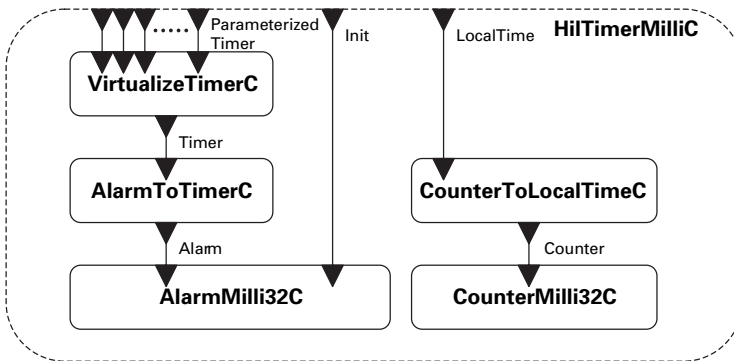 Parameterized
Timer
Init
LocalTime
HilTimerMilliC
VirtualizeTimerC
Timer
AlarmToTimerC
CounterToLocalTimeC
Alarm
Counter
AlarmMilli32C
CounterMilli32C